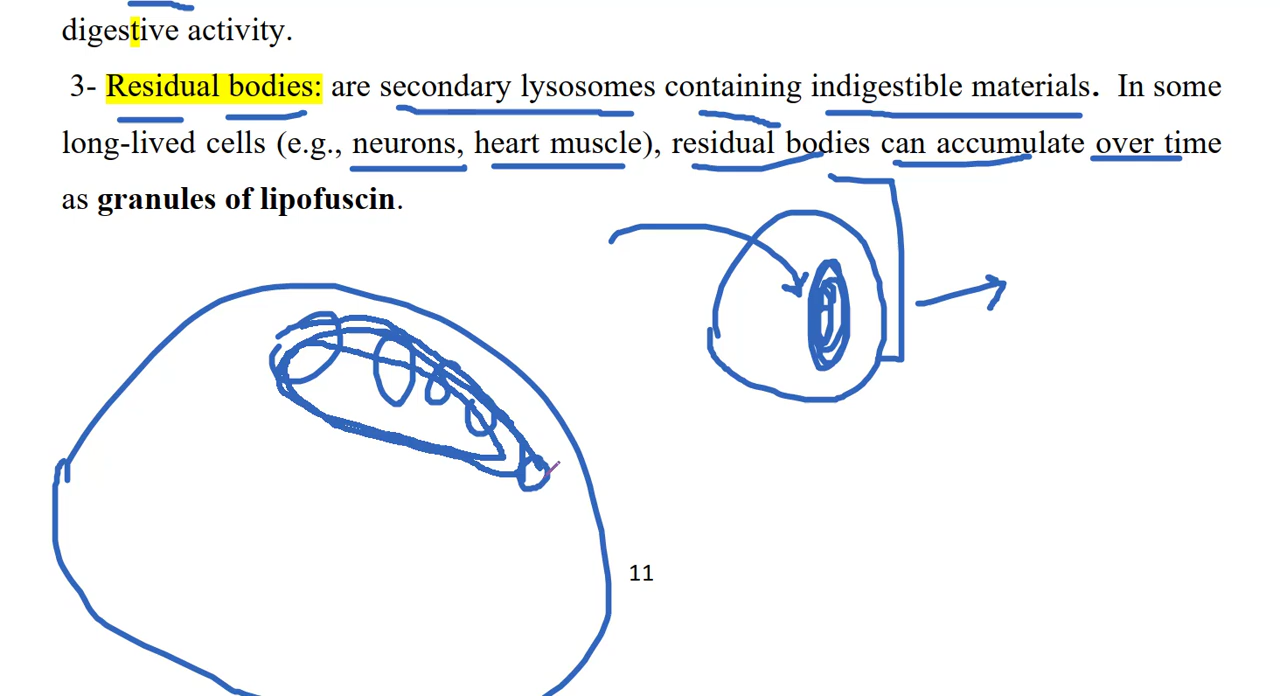 digestive activity.
3- Residual bodies: are secondary lysosomes containing indigestible materials. In some
long-lived cells (e.g., neurons, heart muscle), residual bodies can accumulate over time
as granules of lipofuscin.
11